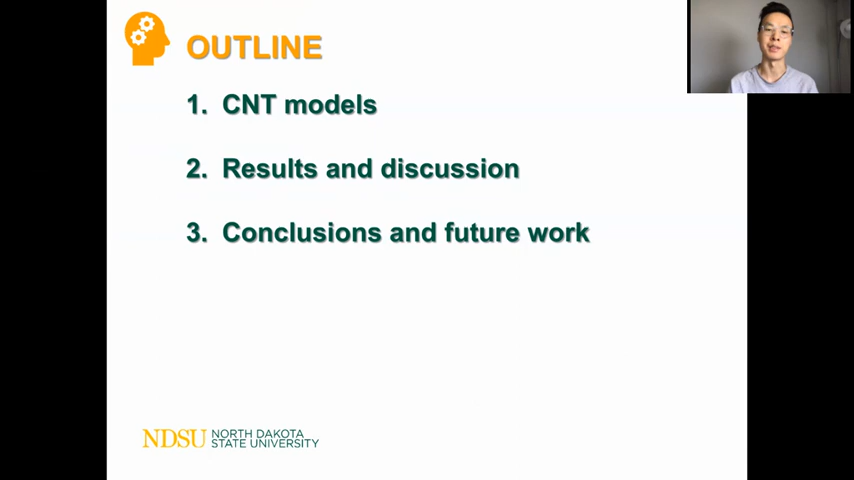 OUTLINE
1. CNT models
2. Results and discussion
3. Conclusions and future work
NDSU NORTH DAKOTA
STATE UNIVERSITY